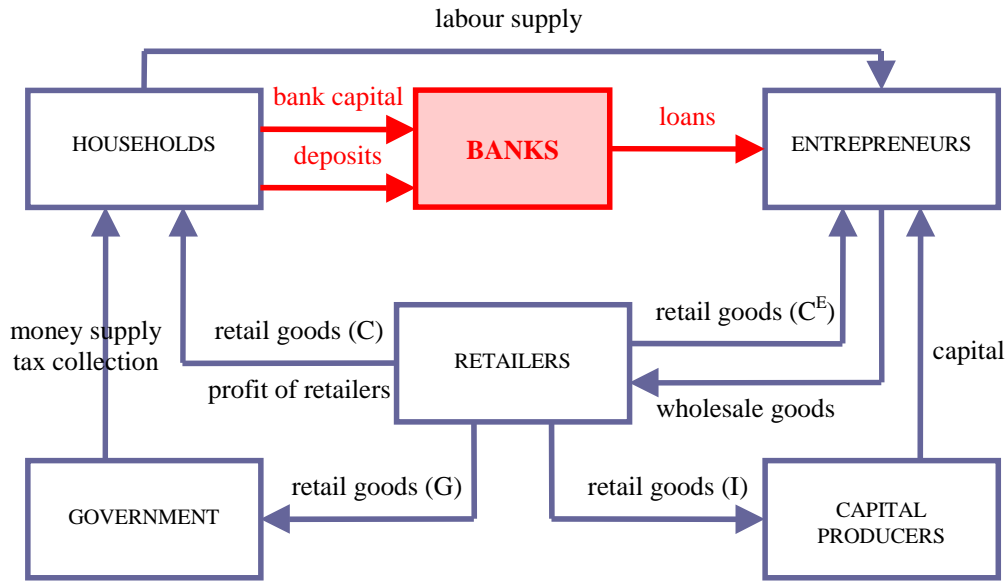 labour supply
bank capital
loans
HOUSEHOLDS
BANKS
ENTREPRENEURS
deposits
money supply
tax collection
retail goods (C)
profit of retailers
RETAILERS
retail goods (C^E)
wholesale goods
capital
retail goods (G)
retail goods (I)
GOVERNMENT
CAPITAL
PRODUCERS